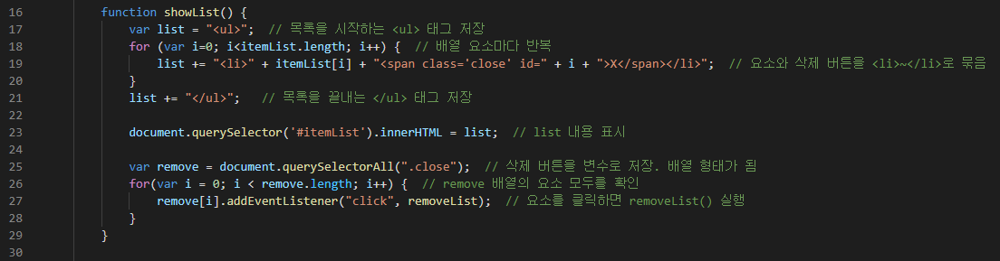 16 function showList() {
17 var list = "<ul>";  // 목록을 시작하는 <ul> 태그 저장
18 for (var i=0; i<itemList.length; i++) {  // 배열 요소마다 반복
19 list += "<li>" + itemList[i] + "<span class='close' id=" + i + ">X</span></li>";  // 요소와 삭제 버튼을 <li>~</li>로 묶음
20 }
21 list += "</ul>";   // 목록을 끝내는 </ul> 태그 저장
22
23 document.querySelector('#itemList').innerHTML = list;  // list 내용 표시
24
25 var remove = document.querySelectorAll(".close");  // 삭제 버튼을 변수로 저장. 배열 형태가 됨
26 for(var i = 0; i < remove.length; i++) {  // remove 배열의 요소 모두를 확인
27 remove[i].addEventListener("click", removeList);  // 요소를 클릭하면 removeList() 실행
28 }
29 }
30